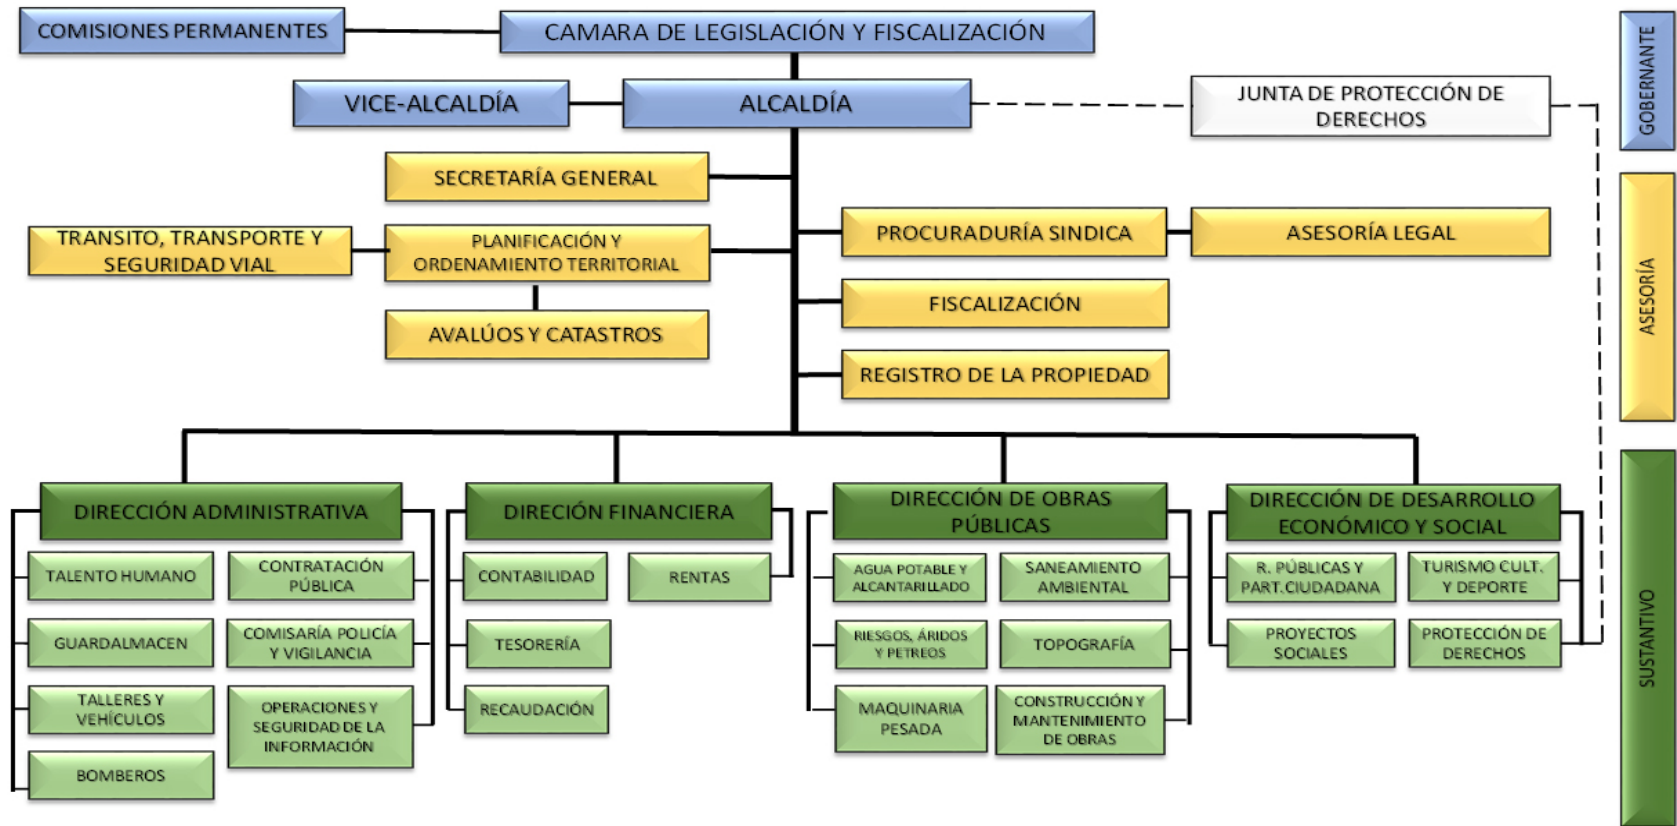 COMISIONES PERMANENTES
CAMARA DE LEGISLACIÓN Y FISCALIZACIÓN
VICE-ALCALDÍA
ALCALDÍA
JUNTA DE PROTECCIÓN DE
DERECHOS
GOBERNANTE
SECRETARÍA GENERAL
TRANSITO, TRANSPORTE Y
SEGURIDAD VIAL
PLANIFICACIÓN Y
ORDENAMIENTO TERRITORIAL
PROCURADURÍA SINDICA
ASESORÍA LEGAL
AVALÚOS Y CATASTROS
FISCALIZACIÓN
REGISTRO DE LA PROPIEDAD
ASESORÍA
DIRECCIÓN ADMINISTRATIVA
TALENTO HUMANO
CONTRATACIÓN
PÚBLICA
GUARDALMACEN
COMISARÍA POLICÍA
Y VIGILANCIA
TALLERES Y
VEHÍCULOS
OPERACIONES Y
SEGURIDAD DE LA
INFORMACIÓN
BOMBEROS
DIRECIÓN FINANCIERA
CONTABILIDAD
RENTAS
TESORERÍA
RECAUDACIÓN
DIRECCIÓN DE OBRAS
PÚBLICAS
AGUA POTABLE Y
ALCANTARILLADO
SANEAMIENTO
AMBIENTAL
RIESGOS, ÁRIDOS
Y PETREOS
TOPOGRAFÍA
MAQUINARIA
PESADA
CONSTRUCCIÓN Y
MANTENIMIENTO
DE OBRAS
DIRECCIÓN DE DESARROLLO
ECONÓMICO Y SOCIAL
R. PÚBLICAS Y
PART.CIUDADANA
TURISMO CULT.
Y DEPORTE
PROYECTOS
SOCIALES
PROTECCIÓN DE
DERECHOS
SUSTANTIVO